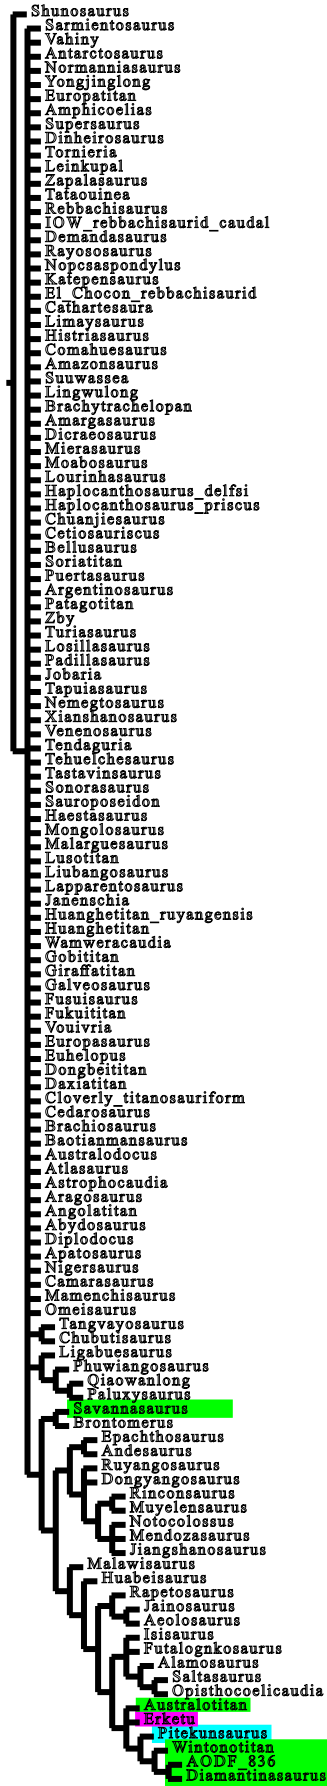 Shunosaurus
Sarmientosaurus
Vahiny
Antarctosaurus
Normanniasaurus
Yongjinglong
Europatitan
Amphicoelias
Supersaurus
Dinheirosaurus
Tornieria
Leinkupal
Zapalasaurus
Tataouinea
Rebbachisaurus
IOW_rebbachisaurid_caudal
Demandasaurus
Rayososaurus
Nopcsaspondylus
Katepensaurus
El_Chocon_rebbachisaurid
Cathartesaura
Limaysaurus
Histriasaurus
Comahuesaurus
Amazonsaurus
Suuwassea
Lingwulong
Brachytrachelopan
Amargasaurus
Dicraeosaurus
Mierasaurus
Moabosaurus
Lourinhasaurus
Haplocanthosaurus_delfsi
Haplocanthosaurus_priscus
Chuanjiesaurus
Cetiosauriscus
Bellusaurus
Soriatitan
Puertasaurus
Argentinosaurus
Patagotitan
Zby
Turiasaurus
Losillasaurus
Padillasaurus
Jobaria
Tapuiasaurus
Nemegtosaurus
Xianshanosaurus
Venenosaurus
Tendaguria
Tehuelchesaurus
Tastavinsaurus
Sonorasaurus
Sauroposeidon
Haestasaurus
Mongolosaurus
Malarguesaurus
Lusotitan
Liubangosaurus
Lapparentosaurus
Janenschia
Huanghetitan_ruyangensis
Huanghetitan
Wamweracaudia
Gobititan
Giraffatitan
Galveosaurus
Fusuisaurus
Fukuititan
Vouivria
Europasaurus
Euhelopus
Dongbeititan
Daxiatitan
Cloverly_titanosauriform
Cedarosaurus
Brachiosaurus
Baotianmansaurus
Australodocus
Atlasaurus
Astrophocaudia
Aragosaurus
Angolatitan
Abydosaurus
Diplodocus
Apatosaurus
Nigersaurus
Camarasaurus
Mamenchisaurus
Omeisaurus
Tangvayosaurus
Chubutisaurus
Ligabuesaurus
Phuwiangosaurus
Qiaowanlong
Paluxysaurus
Savannasaurus
Brontomerus
Epachthosaurus
Andesaurus
Ruyangosaurus
Dongyangosaurus
Rinconsaurus
Muyelensaurus
Notocolossus
Mendozasaurus
Jiangshanosaurus
Malawisaurus
Huabeisaurus
Rapetosaurus
Jainosaurus
Aeolosaurus
Isisaurus
Futalognkosaurus
Alamosaurus
Saltasaurus
Opisthocoelicaudia
Australotitan
Erketu
Pitekunsaurus
Wintonotitan
AODF_836
Diamantinasaurus